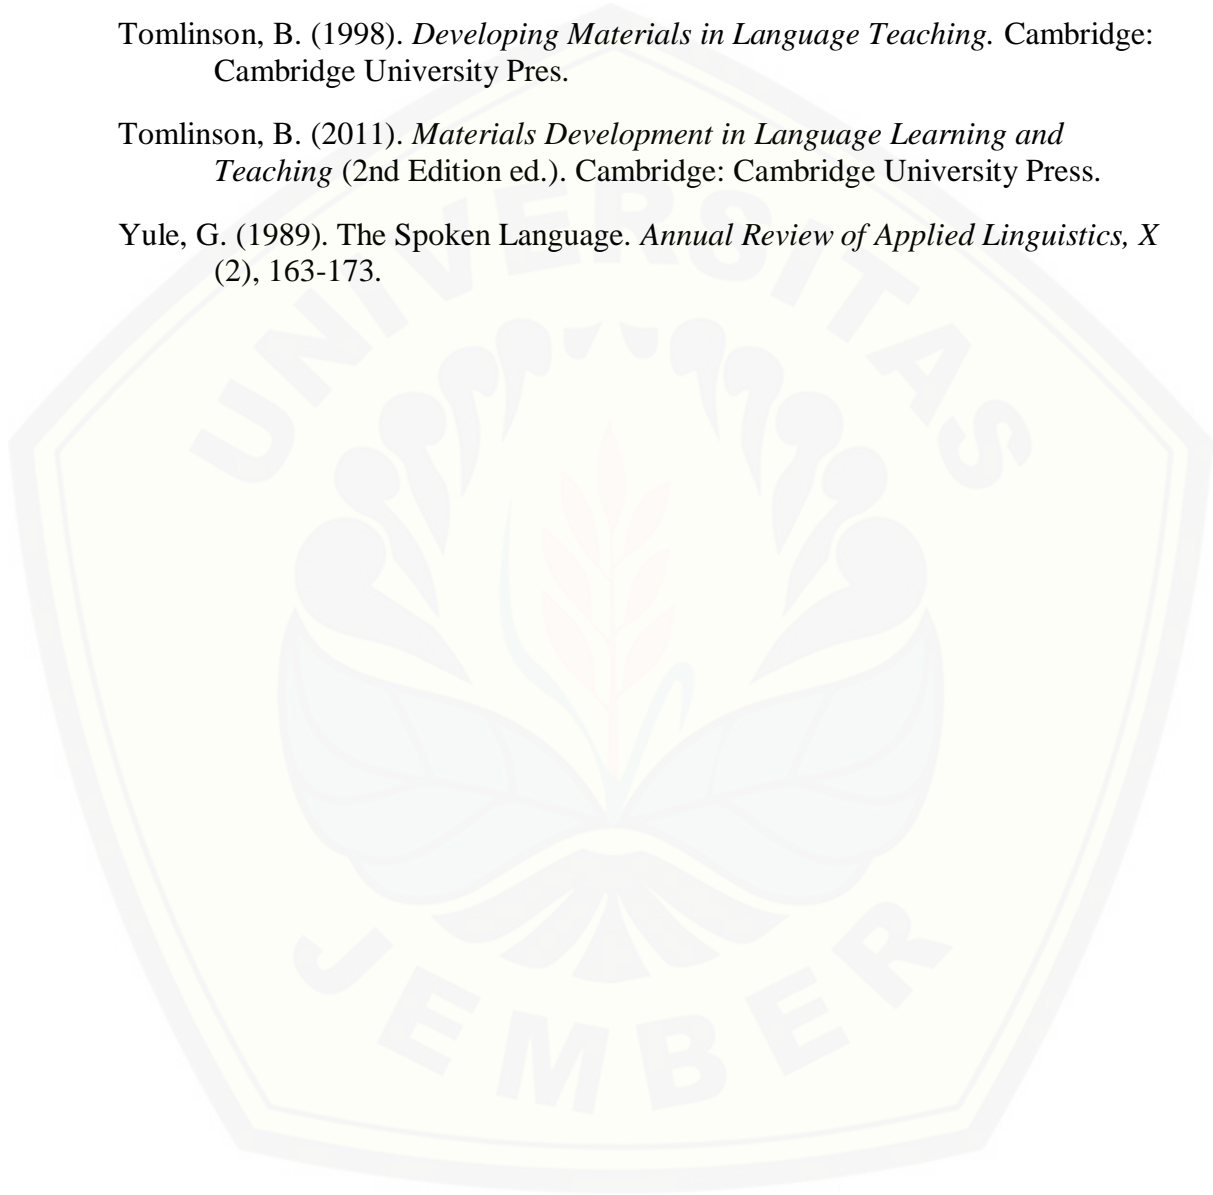 Tomlinson, B. (1998). Developing Materials in Language Teaching. Cambridge:
Cambridge University Pres.
Tomlinson, B. (2011). Materials Development in Language Learning and
Teaching (2nd Edition ed.). Cambridge: Cambridge University Press.
Yule, G. (1989). The Spoken Language. Annual Review of Applied Linguistics, X
(2), 163-173.
UNIVERSITAS
JEMBER